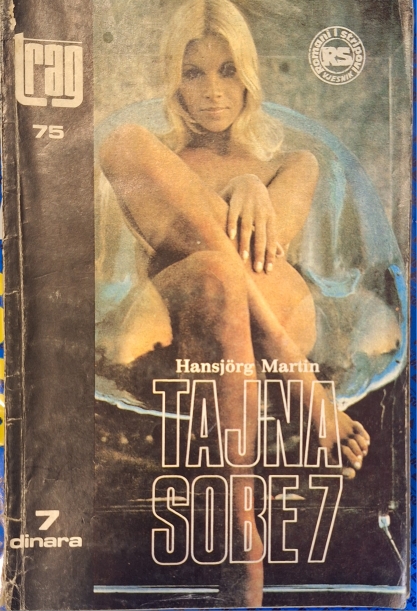 trag
75
Romani i stripovi
RS
VJESNIK
Hansjörg Martin
TAJNA
SOBE 7
7
dinara